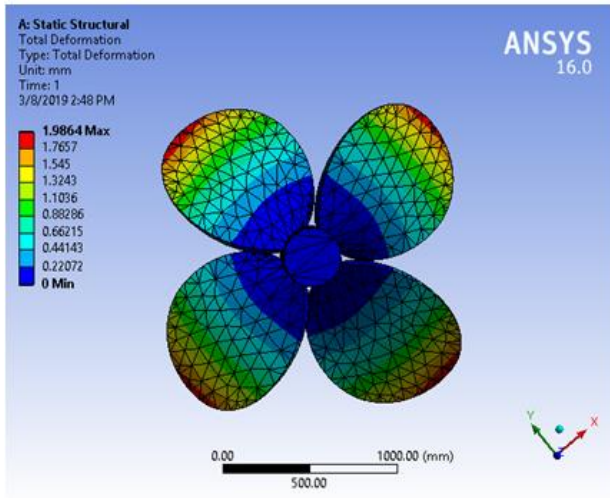 A: Static Structural
Total Deformation
Type: Total Deformation
Unit: mm
Time: 1
3/8/2019 2:48 PM
1.9864 Max
1.7657
1.545
1.3243
1.1036
0.88286
0.66215
0.44143
0.22072
0 Min
ANSYS
16.0
0.00
1000.00 (mm)
500.00
Y
X
Z